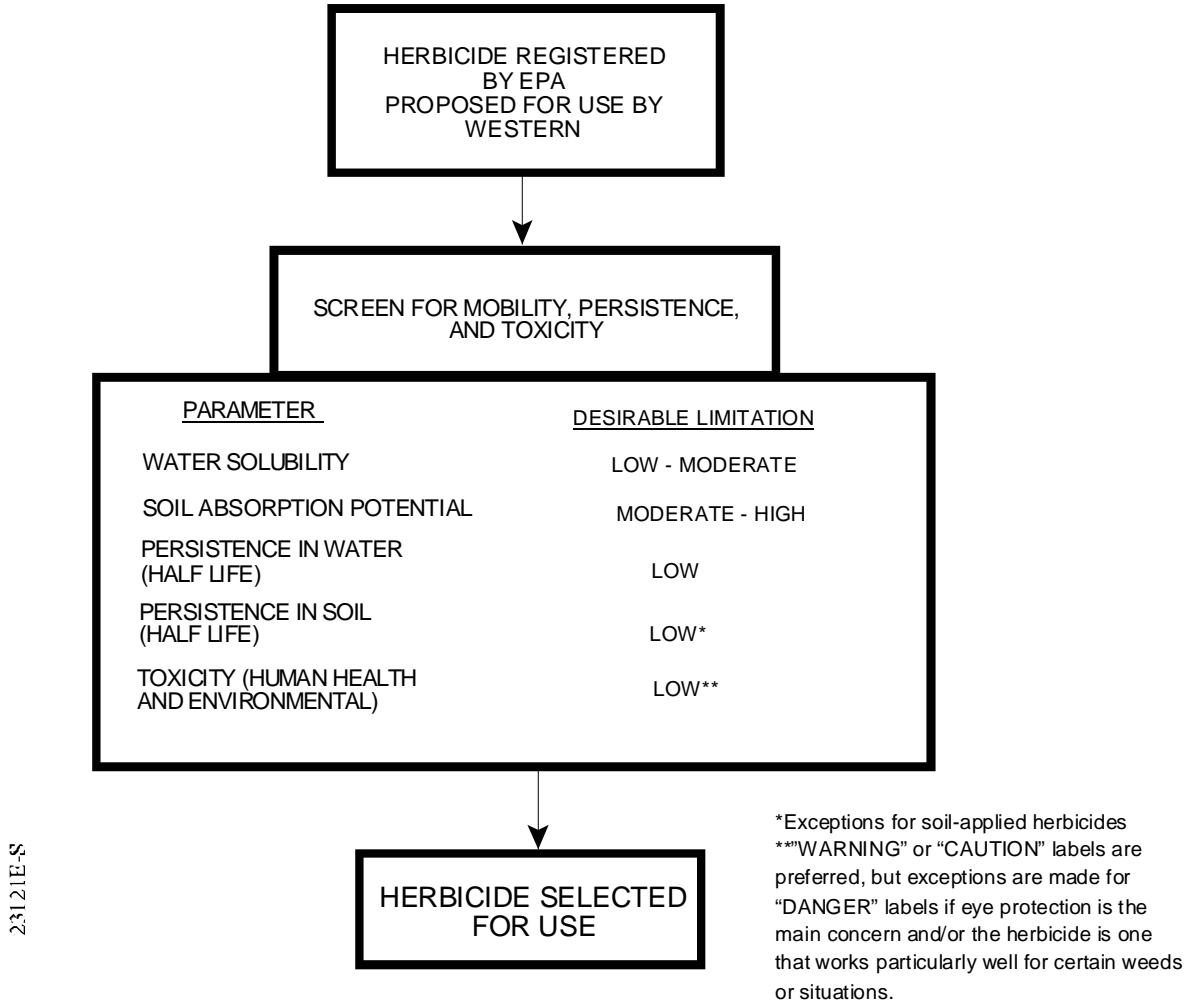 HERBICIDE REGISTERED
BY EPA
PROPOSED FOR USE BY
WESTERN
SCREEN FOR MOBILITY, PERSISTENCE,
AND TOXICITY
PARAMETER
DESIRABLE LIMITATION
WATER SOLUBILITY
LOW - MODERATE
SOIL ABSORPTION POTENTIAL
MODERATE - HIGH
PERSISTENCE IN WATER
(HALF LIFE)
LOW
PERSISTENCE IN SOIL
(HALF LIFE)
LOW*
TOXICITY (HUMAN HEALTH
AND ENVIRONMENTAL)
LOW**
HERBICIDE SELECTED
FOR USE
*Exceptions for soil-applied herbicides
**”WARNING” or “CAUTION” labels are
preferred, but exceptions are made for
“DANGER” labels if eye protection is the
main concern and/or the herbicide is one
that works particularly well for certain weeds
or situations.
23121E-S